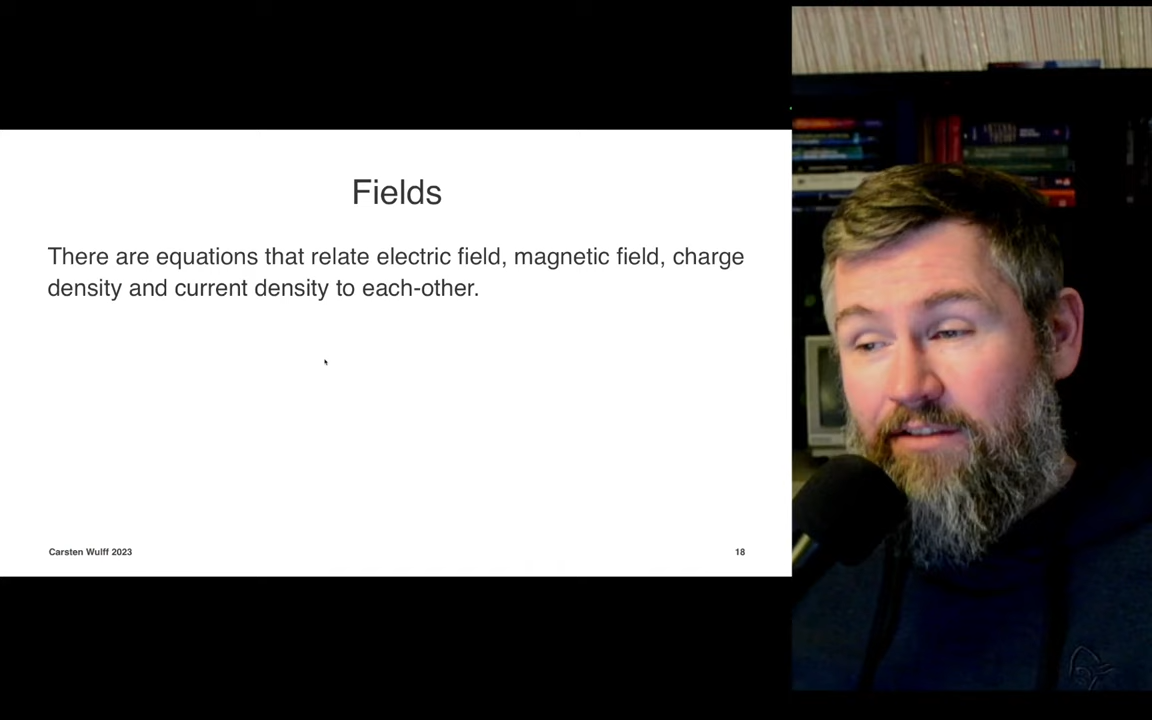 Fields
There are equations that relate electric field, magnetic field, charge
density and current density to each-other.
Carsten Wulff 2023
18